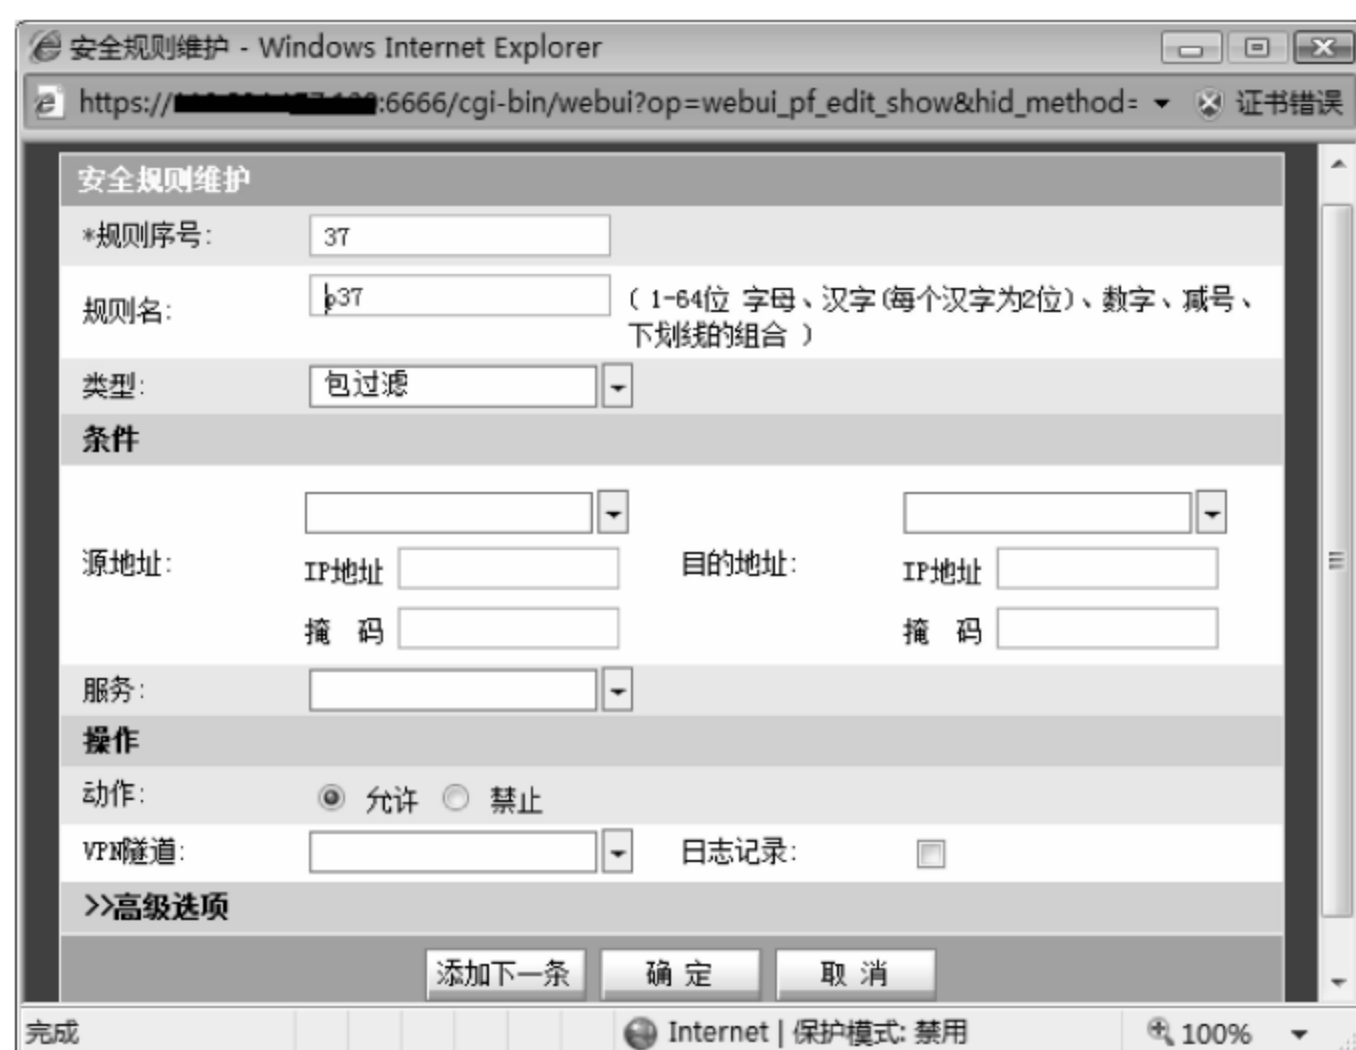 安全规则维护 - Windows Internet Explorer
https:// :6666/cgi-bin/webui?op=webui_pf_edit_show&hid_method= 证书错误
安全规则维护
*规则序号: 37
规则名: p37 ( 1-64位 字母、汉字(每个汉字为2位)、数字、减号、
下划线的组合 )
类型: 包过滤
条件
源地址: IP地址 目的地址: IP地址
掩 码 掩 码
服务:
操作
动作: 允许 禁止
VPN隧道: 日志记录:
>>高级选项
添加下一条 确 定 取 消
完成 Internet | 保护模式: 禁用 100%